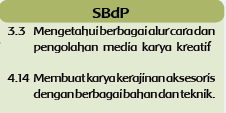 SBdP
3.3 Mengetahui berbagai alur cara dan
pengolahan media karya kreatif
4.14 Membuat karya kerajinan aksesoris
dengan berbagai bahan dan teknik.